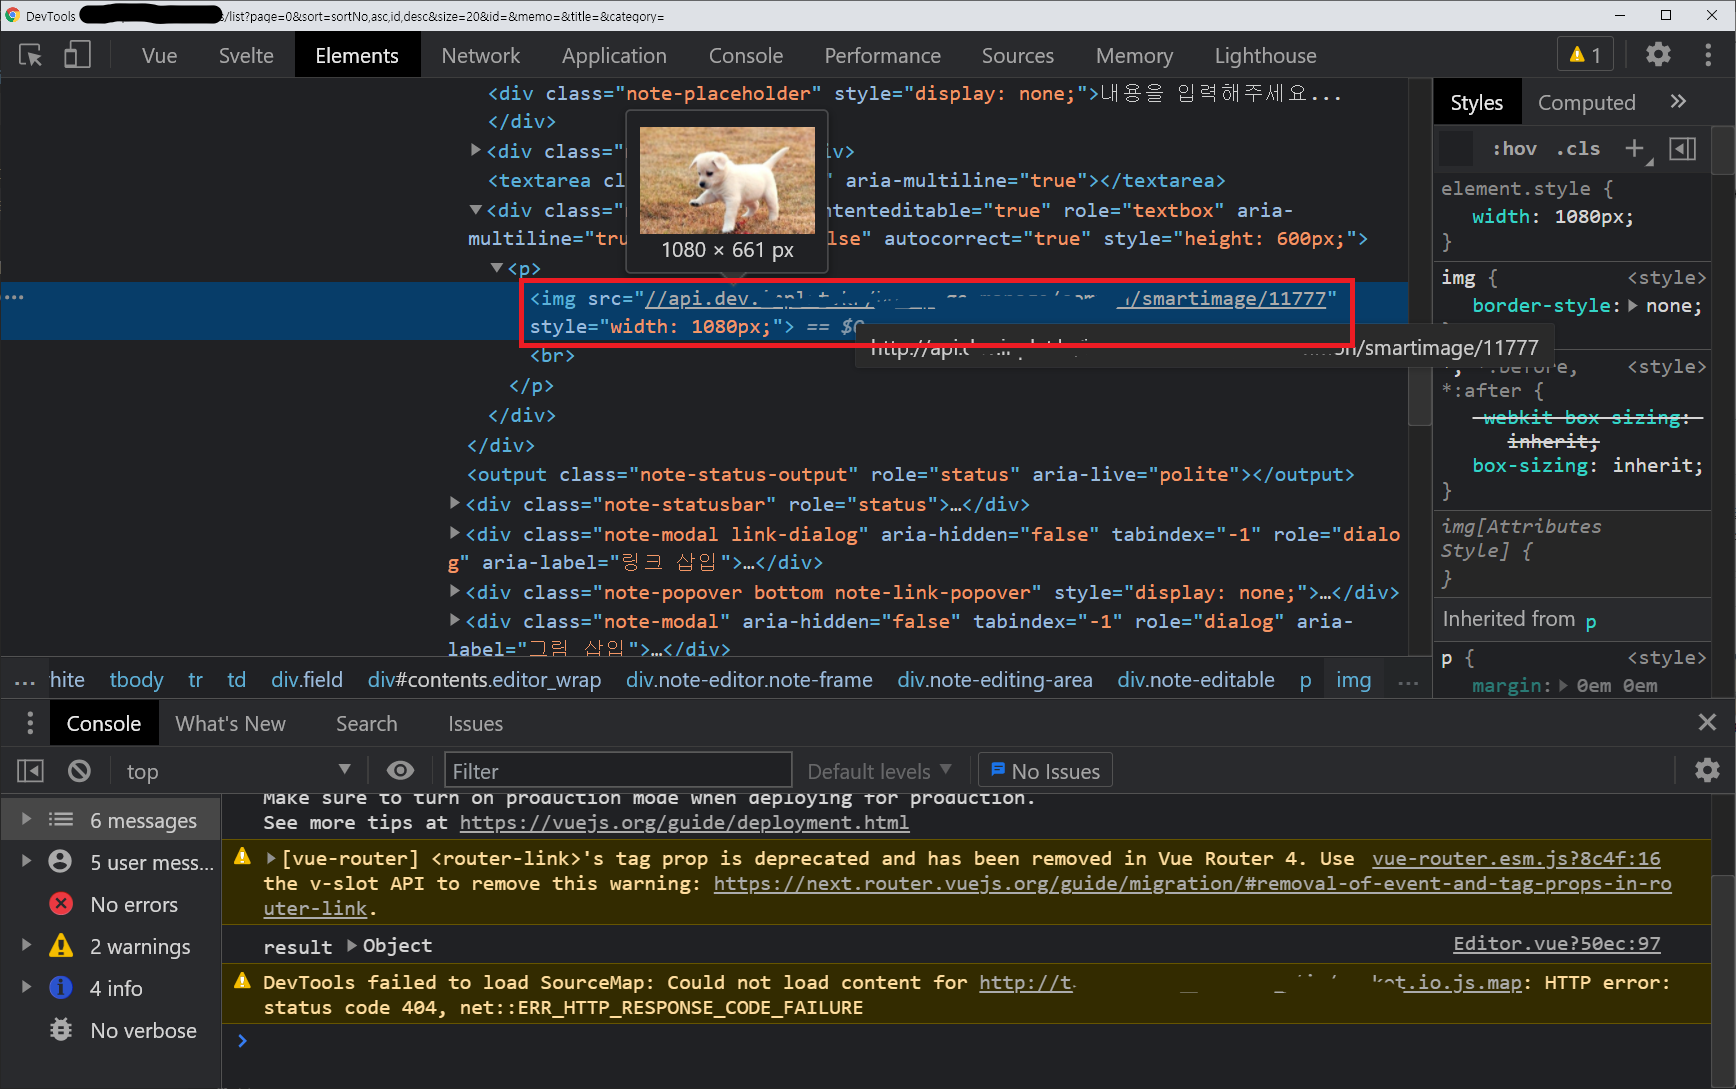 DevTools /list?page=0&sort=sortNo,asc,id,desc&size=20&id=&memo=&title=&category=
Vue Svelte Elements Network Application Console Performance Sources Memory Lighthouse 1
<div class="note-placeholder" style="display: none;">내용을 입력해주세요...
</div>
<div class=" iv>
<textarea cl " aria-multiline="true"></textarea>
<div class=" ntenteditable="true" role="textbox" aria-
multiline="tru lse" autocorrect="true" style="height: 600px;">
1080 × 661 px
<p>
<img src="//api.dev. /smartimage/11777"
style="width: 1080px;"> == $0
http://api. /smartimage/11777
<br>
</p>
</div>
</div>
<output class="note-status-output" role="status" aria-live="polite"></output>
<div class="note-statusbar" role="status">…</div>
<div class="note-modal link-dialog" aria-hidden="false" tabindex="-1" role="dialo
g" aria-label="링크 삽입">…</div>
<div class="note-popover bottom note-link-popover" style="display: none;">…</div>
<div class="note-modal" aria-hidden="false" tabindex="-1" role="dialog" aria-
label="그림 삽입">…</div>
... hite tbody tr td div.field div#contents.editor_wrap div.note-editor.note-frame div.note-editing-area div.note-editable p img ...
Styles Computed »
:hov .cls +
element.style {
width: 1080px;
}
img { <style>
border-style: none;
*:before, <style>
*:after {
-webkit-box-sizing:
inherit;
box-sizing: inherit;
}
img[Attributes
Style] {
}
Inherited from p
p { <style>
margin: 0em 0em
Console What's New Search Issues
top Filter Default levels No Issues
6 messages
5 user mess...
No errors
2 warnings
4 info
No verbose
Make sure to turn on production mode when deploying for production.
See more tips at https://vuejs.org/guide/deployment.html
[vue-router] <router-link>'s tag prop is deprecated and has been removed in Vue Router 4. Use vue-router.esm.js?8c4f:16
the v-slot API to remove this warning: https://next.router.vuejs.org/guide/migration/#removal-of-event-and-tag-props-in-ro
uter-link.
result Object Editor.vue?50ec:97
DevTools failed to load SourceMap: Could not load content for http://t .io.js.map: HTTP error:
status code 404, net::ERR_HTTP_RESPONSE_CODE_FAILURE